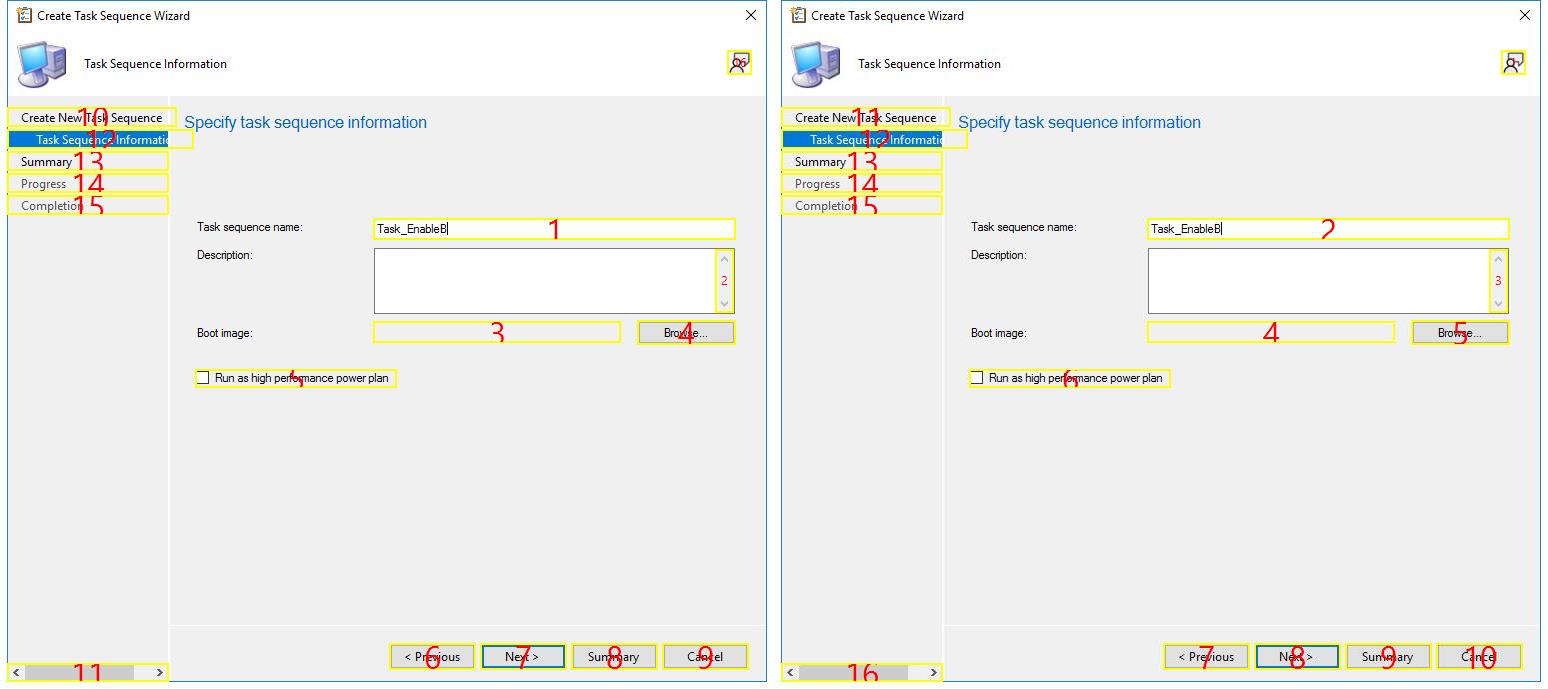 Create Task Sequence Wizard
Task Sequence Information
16
Create New Task Sequence
10
Task Sequence Informatio
12
Summary
13
Progress
14
Completion
15
11
Specify task sequence information
Task sequence name:
Task_EnableB
1
Description:
2
Boot image:
3
Browse...
4
Run as high performance power plan
5
< Previous
6
Next >
7
Summary
8
Cancel
9
Create Task Sequence Wizard
Task Sequence Information
Create New Task Sequence
11
Task Sequence Informatio
12
Summary
13
Progress
14
Completion
15
16
Specify task sequence information
Task sequence name:
Task_EnableB
2
Description:
3
Boot image:
4
Browse...
5
Run as high performance power plan
6
< Previous
7
Next >
8
Summary
9
Cancel
10